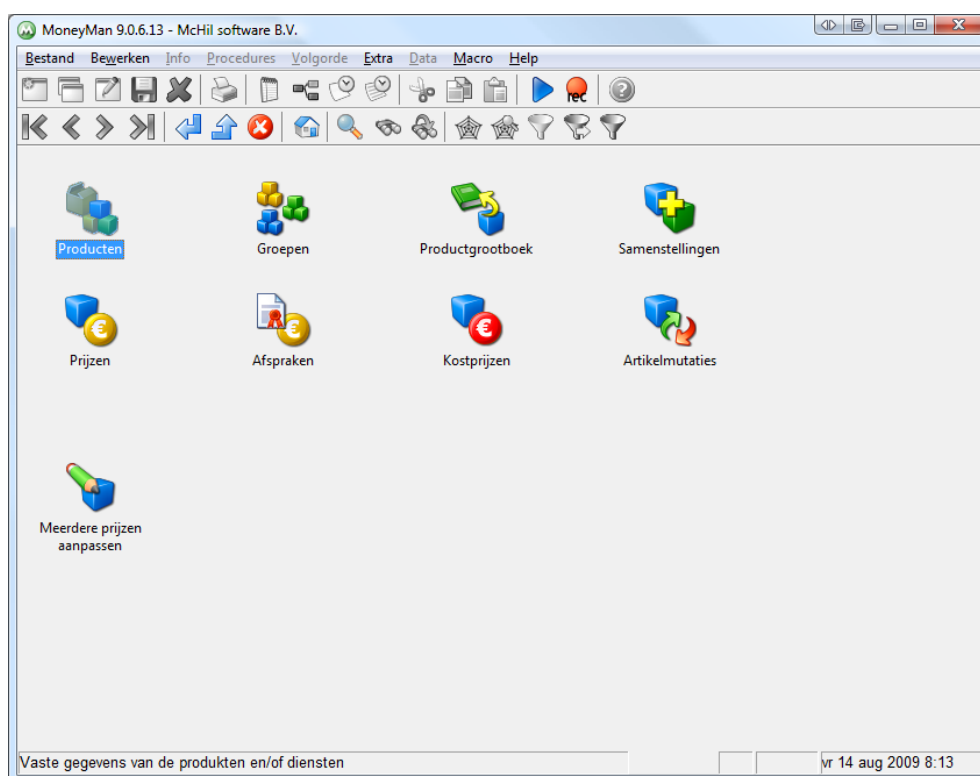 MoneyMan 9.0.6.13 - McHil software B.V.
Bestand Bewerken Info Procedures Volgorde Extra Data Macro Help
rec
Producten Groepen Productgrootboek Samenstellingen
Prijzen Afspraken Kostprijzen Artikelmutaties
Meerdere prijzen
aanpassen
Vaste gegevens van de produkten en/of diensten vr 14 aug 2009 8:13